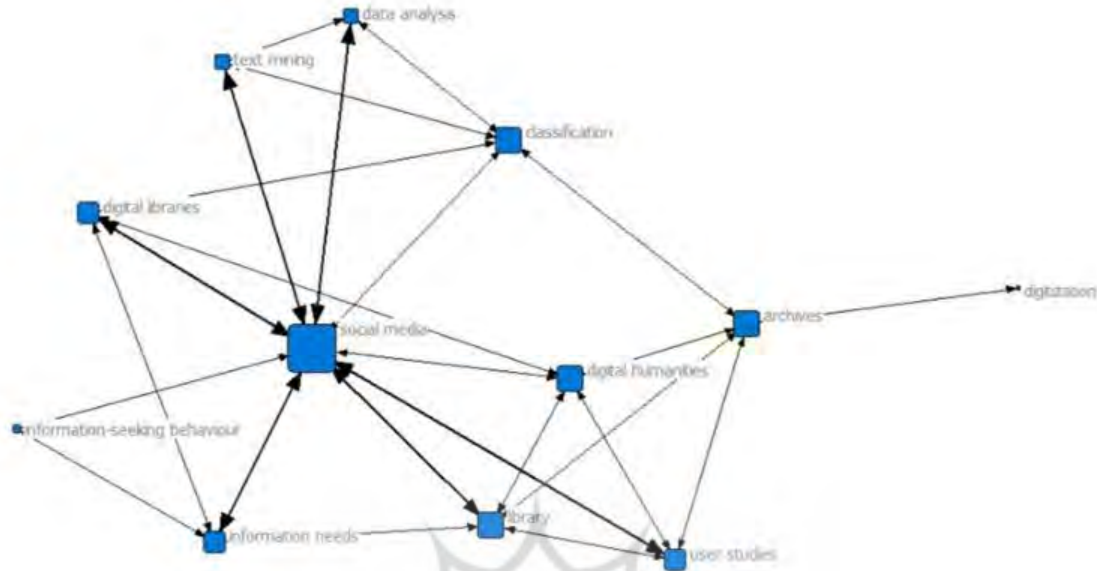 data analysis
text mining
classification
digital libraries
digitization
archives
social media
digital humanities
information-seeking behaviour
library
information needs
user studies